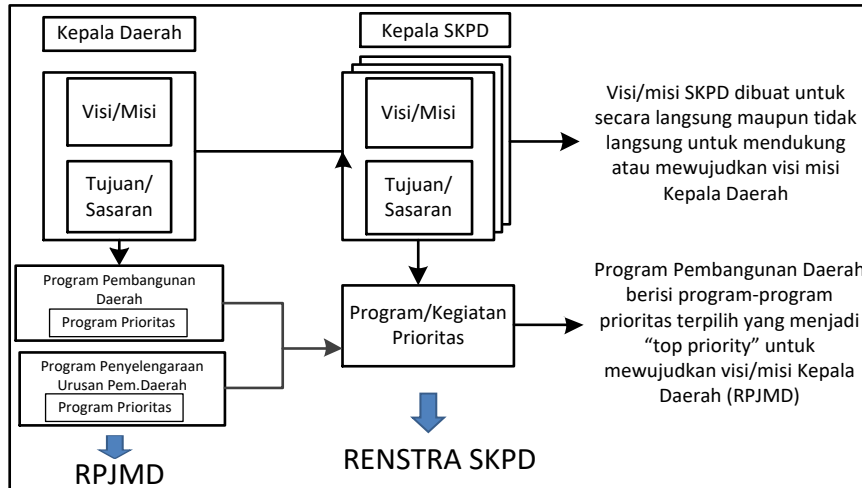 Kepala Daerah
Kepala SKPD
Visi/Misi
Tujuan/
Sasaran
Visi/Misi
Tujuan/
Sasaran
Visi/misi SKPD dibuat untuk
secara langsung maupun tidak
langsung untuk mendukung
atau mewujudkan visi misi
Kepala Daerah
Program Pembangunan
Daerah
Program Prioritas
Program Penyelengaraan
Urusan Pem.Daerah
Program Prioritas
Program/Kegiatan
Prioritas
Program Pembangunan Daerah
berisi program-program
prioritas terpilih yang menjadi
“top priority” untuk
mewujudkan visi/misi Kepala
Daerah (RPJMD)
RPJMD
RENSTRA SKPD